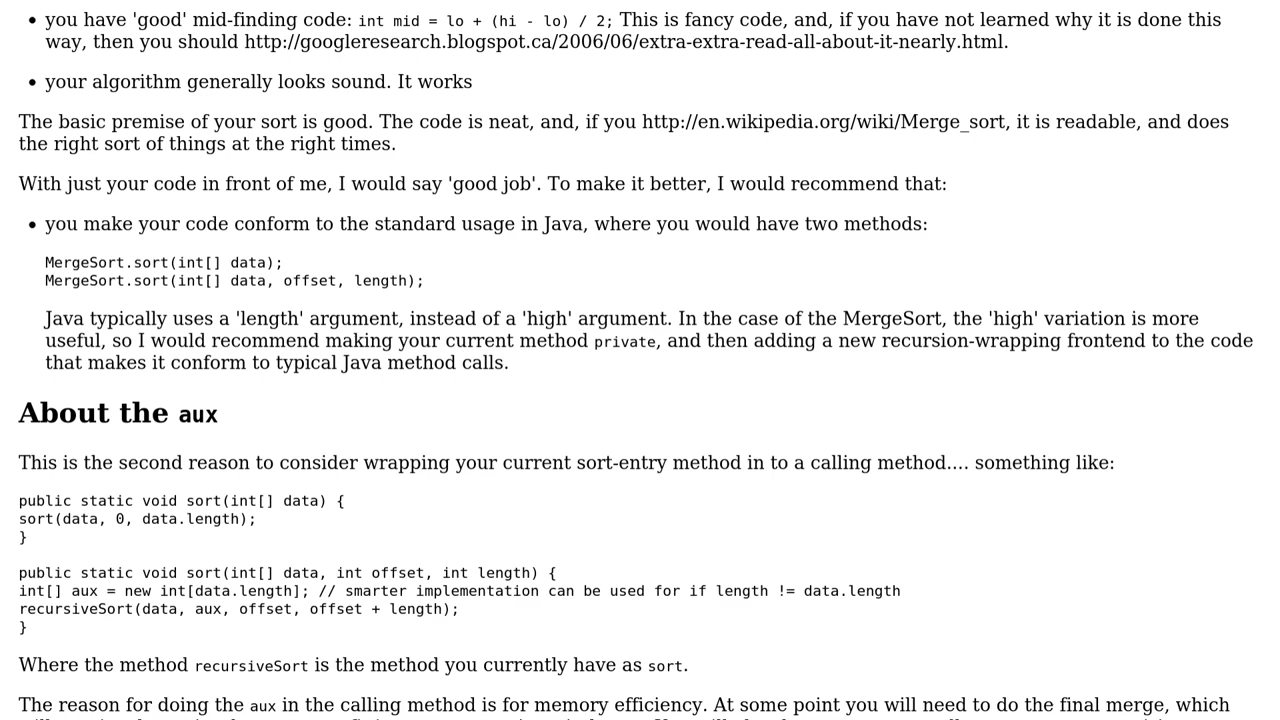 • you have 'good' mid-finding code: int mid = lo + (hi - lo) / 2; This is fancy code, and, if you have not learned why it is done this
way, then you should http://googleresearch.blogspot.ca/2006/06/extra-extra-read-all-about-it-nearly.html.
• your algorithm generally looks sound. It works
The basic premise of your sort is good. The code is neat, and, if you http://en.wikipedia.org/wiki/Merge_sort, it is readable, and does
the right sort of things at the right times.
With just your code in front of me, I would say 'good job'. To make it better, I would recommend that:
• you make your code conform to the standard usage in Java, where you would have two methods:
MergeSort.sort(int[] data);
MergeSort.sort(int[] data, offset, length);
Java typically uses a 'length' argument, instead of a 'high' argument. In the case of the MergeSort, the 'high' variation is more
useful, so I would recommend making your current method private, and then adding a new recursion-wrapping frontend to the code
that makes it conform to typical Java method calls.
About the aux
This is the second reason to consider wrapping your current sort-entry method in to a calling method.... something like:
public static void sort(int[] data) {
sort(data, 0, data.length);
}
public static void sort(int[] data, int offset, int length) {
int[] aux = new int[data.length]; // smarter implementation can be used for if length != data.length
recursiveSort(data, aux, offset, offset + length);
}
Where the method recursiveSort is the method you currently have as sort.
The reason for doing the aux in the calling method is for memory efficiency. At some point you will need to do the final merge, which